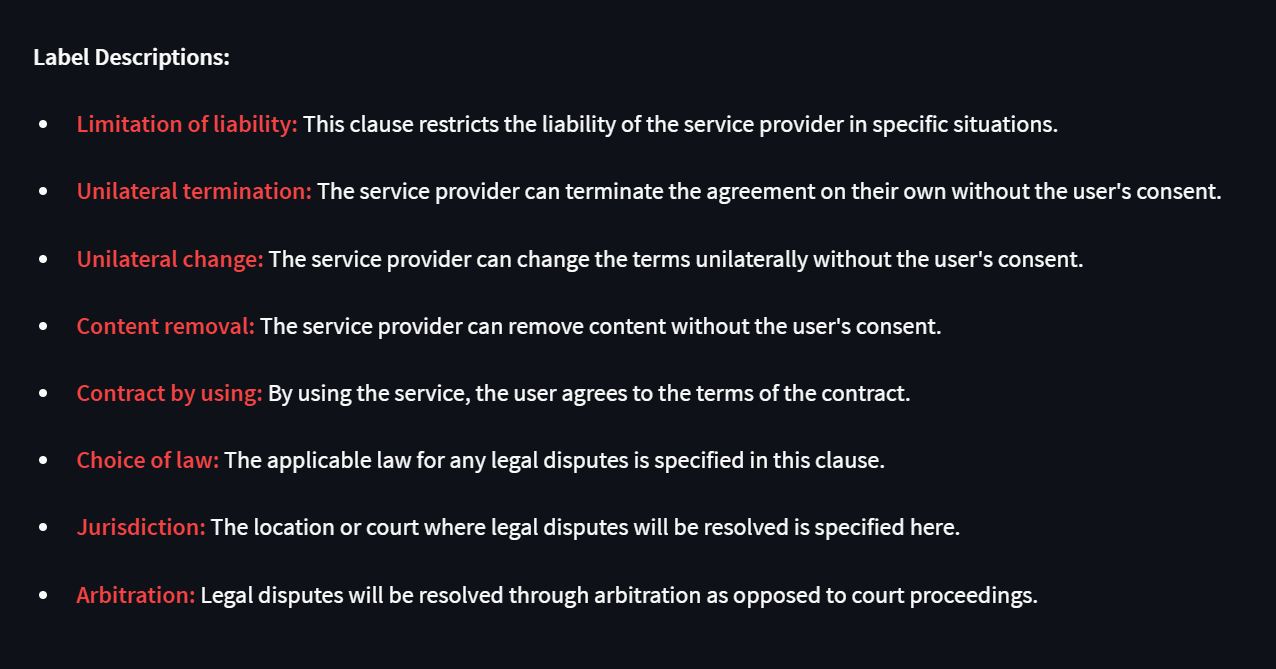 Label Descriptions:
• Limitation of liability: This clause restricts the liability of the service provider in specific situations.
• Unilateral termination: The service provider can terminate the agreement on their own without the user's consent.
• Unilateral change: The service provider can change the terms unilaterally without the user's consent.
• Content removal: The service provider can remove content without the user's consent.
• Contract by using: By using the service, the user agrees to the terms of the contract.
• Choice of law: The applicable law for any legal disputes is specified in this clause.
• Jurisdiction: The location or court where legal disputes will be resolved is specified here.
• Arbitration: Legal disputes will be resolved through arbitration as opposed to court proceedings.